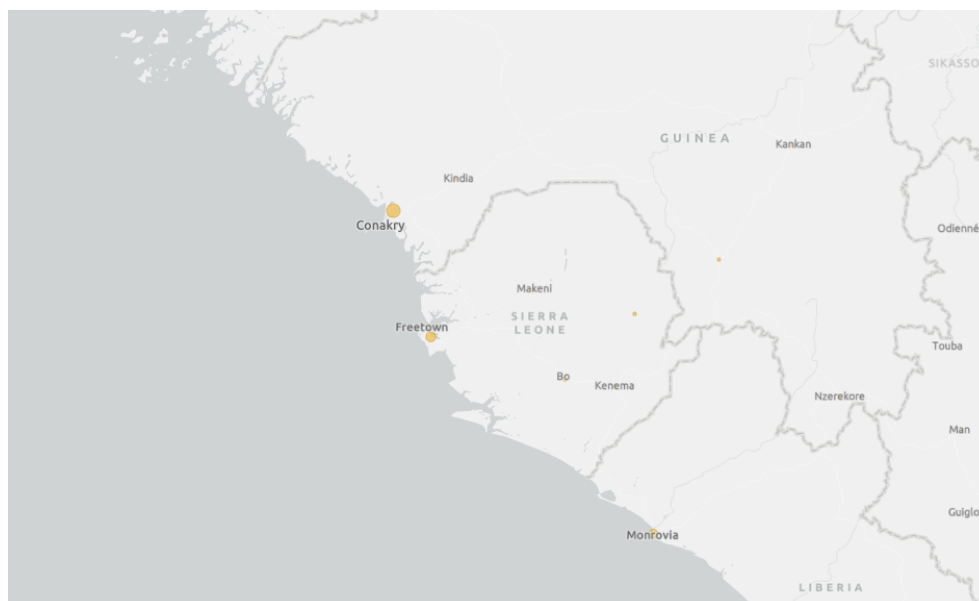 SIKASSO
GUINEA
Kankan
Kindia
Conakry
Odienné
Makeni
SIERRA
LEONE
Freetown
Touba
Bo
Kenema
Nzerekore
Man
Guiglo
Monrovia
LIBERIA